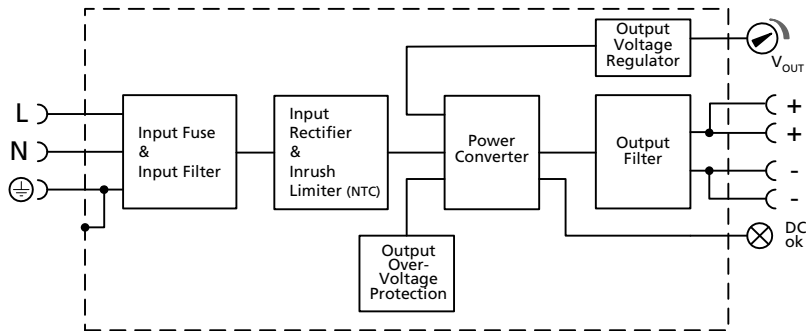 Output
Voltage
Regulator
V OUT
L
N
Input Fuse
&
Input Filter
Input
Rectifier
&
Inrush
Limiter (NTC)
Power
Converter
Output
Filter
+
+
-
-
Output
Over-
Voltage
Protection
DC
ok